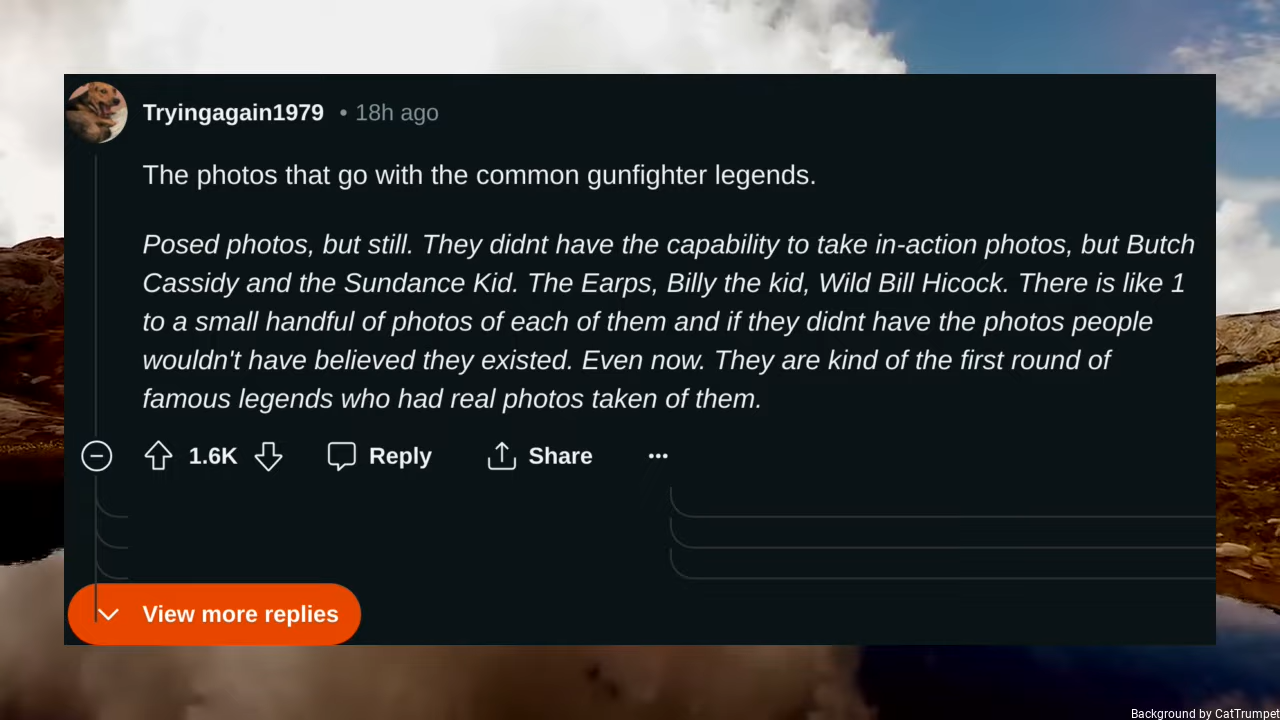 Tryingagain1979 • 18h ago
The photos that go with the common gunfighter legends.
Posed photos, but still. They didnt have the capability to take in-action photos, but Butch
Cassidy and the Sundance Kid. The Earps, Billy the kid, Wild Bill Hicock. There is like 1
to a small handful of photos of each of them and if they didnt have the photos people
wouldn't have believed they existed. Even now. They are kind of the first round of
famous legends who had real photos taken of them.
1.6K Reply Share ...
View more replies
Background by CatTrumpet